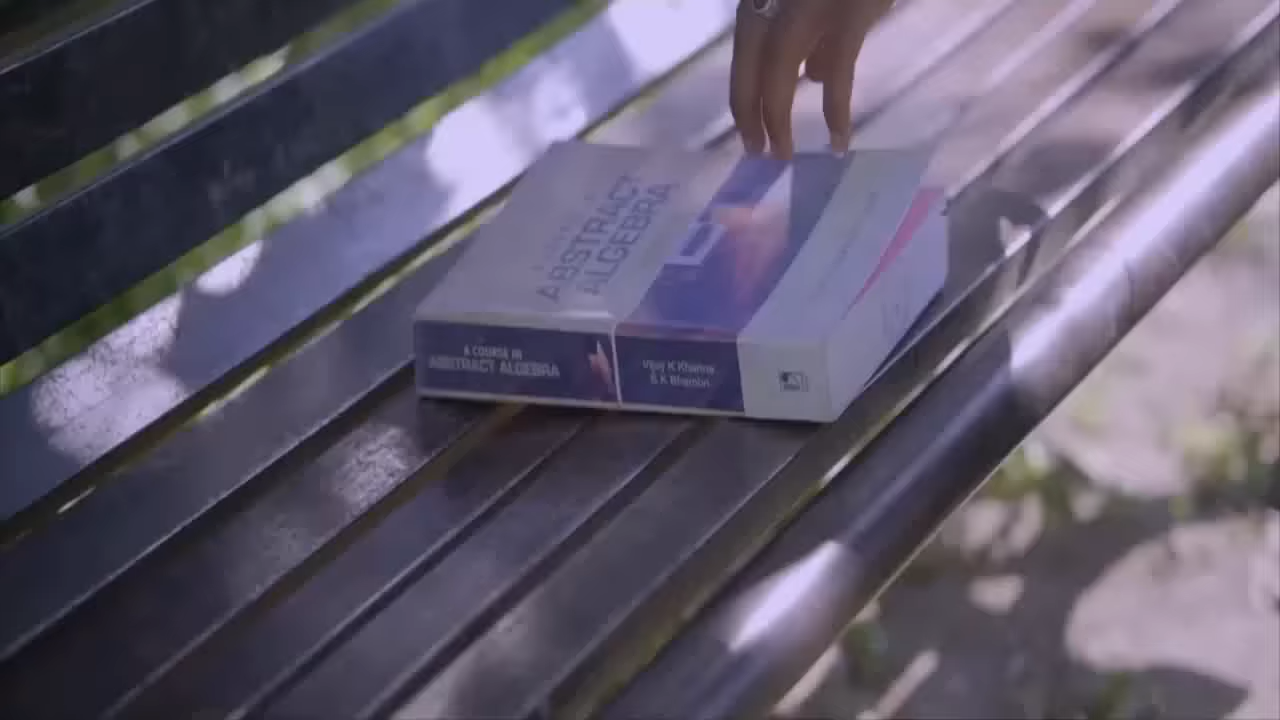 ABSTRACT
ALGEBRA
A COURSE IN
ABSTRACT ALGEBRA
Vijay K Khanna
S K Bhambri